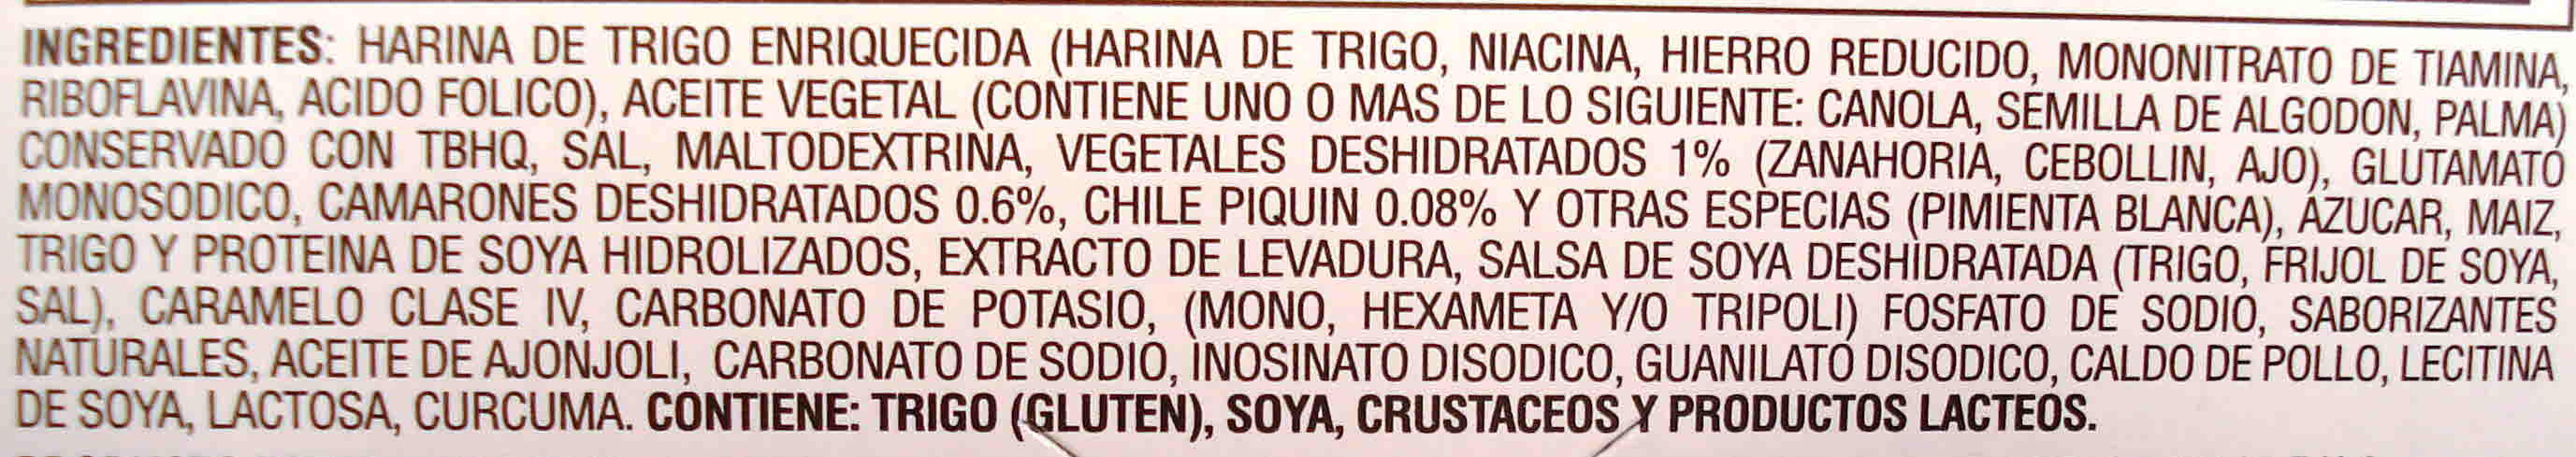 INGREDIENTES: HARINA DE TRIGO ENRIQUECIDA (HARINA DE TRIGO, NIACINA, HIERRO REDUCIDO, MONONITRATO DE TIAMINA,
RIBOFLAVINA, ACIDO FOLICO), ACEITE VEGETAL (CONTIENE UNO O MAS DE LO SIGUIENTE: CANOLA, SEMILLA DE ALGODON, PALMA)
CONSERVADO CON TBHQ, SAL, MALTODEXTRINA, VEGETALES DESHIDRATADOS 1% (ZANAHORIA, CEBOLLIN, AJO), GLUTAMATO
MONOSODICO, CAMARONES DESHIDRATADOS 0.6%, CHILE PIQUIN 0.08% Y OTRAS ESPECIAS (PIMIENTA BLANCA), AZUCAR, MAIZ,
TRIGO Y PROTEINA DE SOYA HIDROLIZADOS, EXTRACTO DE LEVADURA, SALSA DE SOYA DESHIDRATADA (TRIGO, FRIJOL DE SOYA,
SAL), CARAMELO CLASE IV, CARBONATO DE POTASIO, (MONO, HEXAMETA Y/O TRIPOLI) FOSFATO DE SODIO, SABORIZANTES
NATURALES, ACEITE DE AJONJOLI, CARBONATO DE SODIO, INOSINATO DISODICO, GUANILATO DISODICO, CALDO DE POLLO, LECITINA
DE SOYA, LACTOSA, CURCUMA. CONTIENE: TRIGO (GLUTEN), SOYA, CRUSTACEOS Y PRODUCTOS LACTEOS.